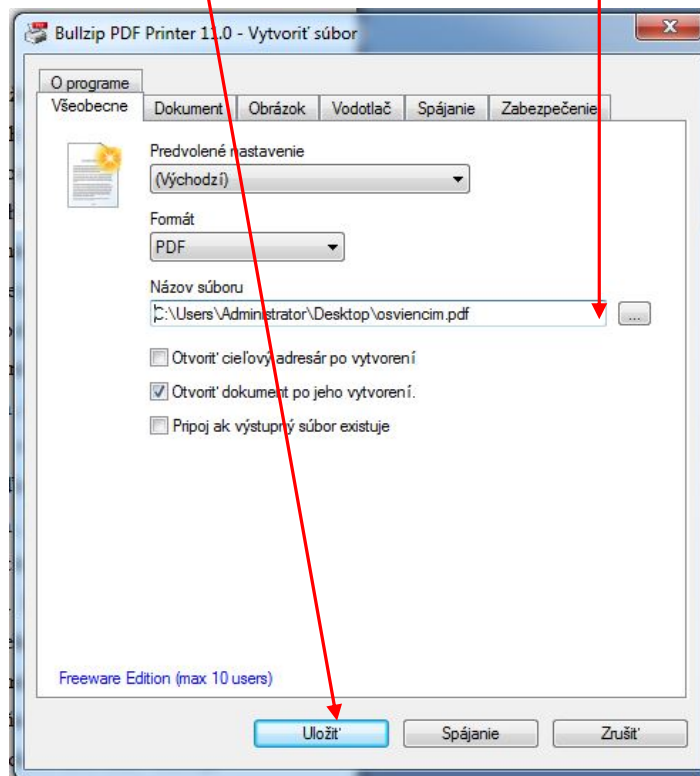 Bullzip PDF Printer 11.0 - Vytvoriť súbor
O programe
Všeobecne Dokument Obrázok Vodotlač Spájanie Zabezpečenie
Predvolené nastavenie
(Východzí)
Formát
PDF
Názov súboru
C:\Users\Administrator\Desktop\osviencim.pdf
...
Otvoriť cieľový adresár po vytvorení
Otvoriť dokument po jeho vytvorení.
Pripoj ak výstupný súbor existuje
Freeware Edition (max 10 users)
Uložiť Spájanie Zrušiť